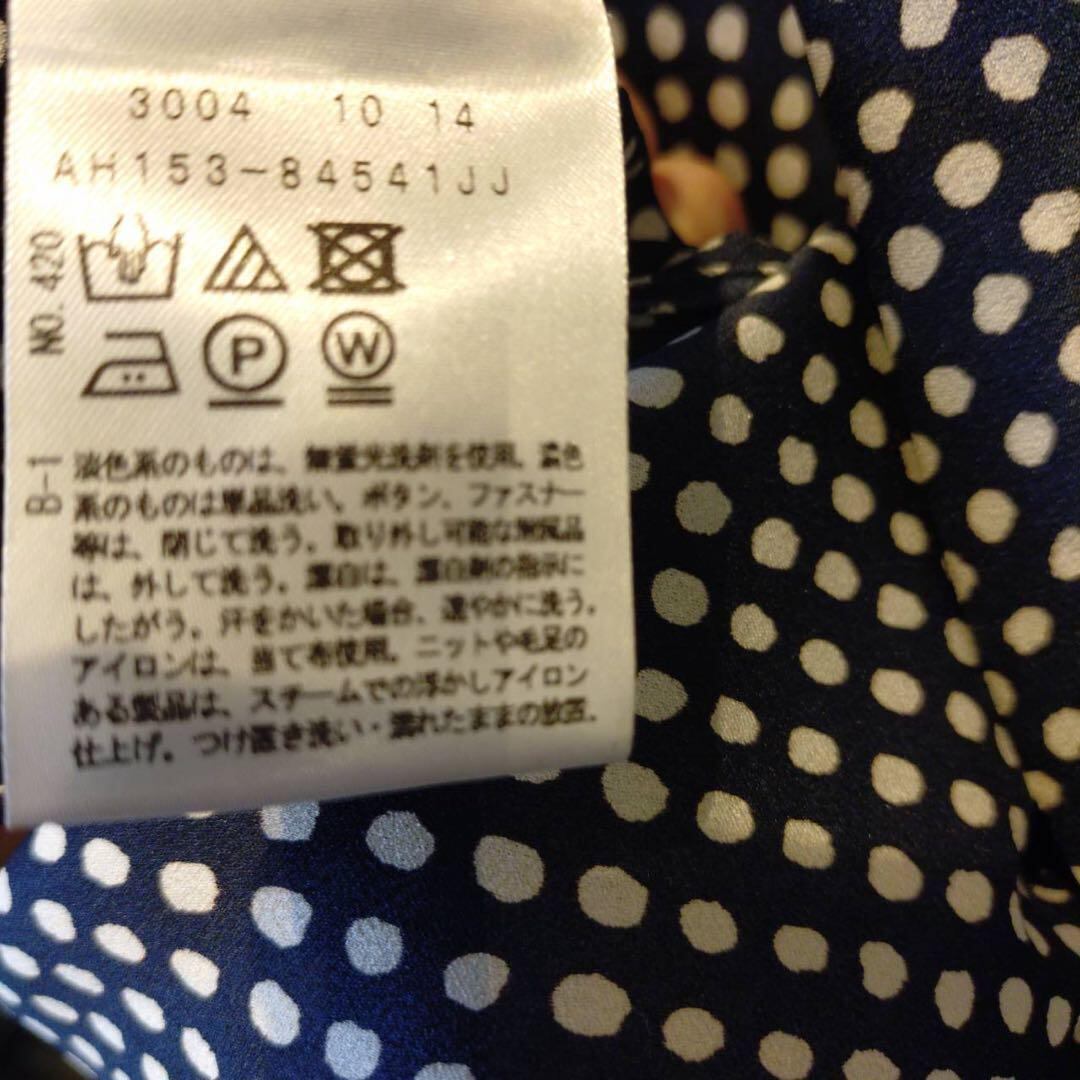 3004 10 14
AH153-84541JJ
NO. 420
P
W
B-1
淡色系のものは、無蛍光洗剤を使用。濃色
系のものは単品洗い。ボタン、ファスナー
等は、閉じて洗う。取り外し可能な附属品
は、外して洗う。漂白は、漂白剤の指示に
したがう。汗をかいた場合、速やかに洗う。
アイロンは、当て布使用。ニットや毛足の
ある製品は、スチームでの浮かしアイロン
仕上げ。つけ置き洗い・濡れたままの放置、